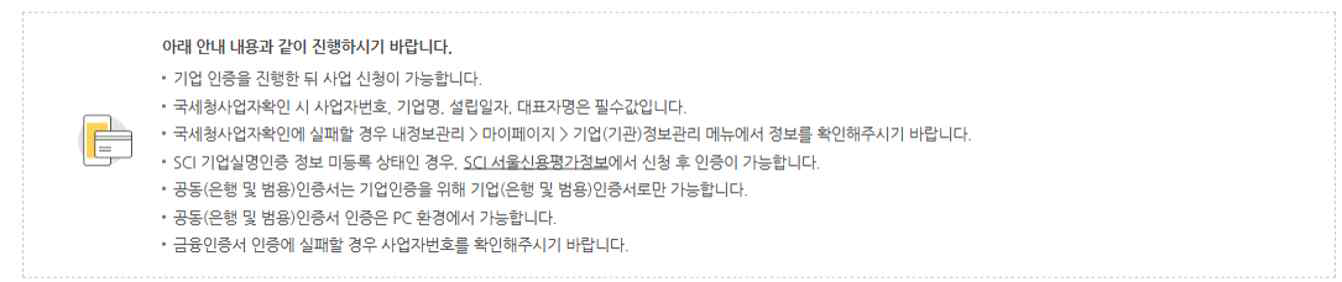 아래 안내 내용과 같이 진행하시기 바랍니다.
• 기업 인증을 진행한 뒤 사업 신청이 가능합니다.
• 국세청사업자확인 시 사업자번호, 기업명, 설립일자, 대표자명은 필수값입니다.
• 국세청사업자확인에 실패할 경우 내정보관리 > 마이페이지 > 기업(기관)정보관리 메뉴에서 정보를 확인해주시기 바랍니다.
• SCI 기업실명인증 정보 미등록 상태인 경우, SCI 서울신용평가정보에서 신청 후 인증이 가능합니다.
• 공동(은행 및 범용)인증서는 기업인증을 위해 기업(은행 및 범용)인증서로만 가능합니다.
• 공동(은행 및 범용)인증서 인증은 PC 환경에서 가능합니다.
• 금융인증서 인증에 실패할 경우 사업자번호를 확인해주시기 바랍니다.